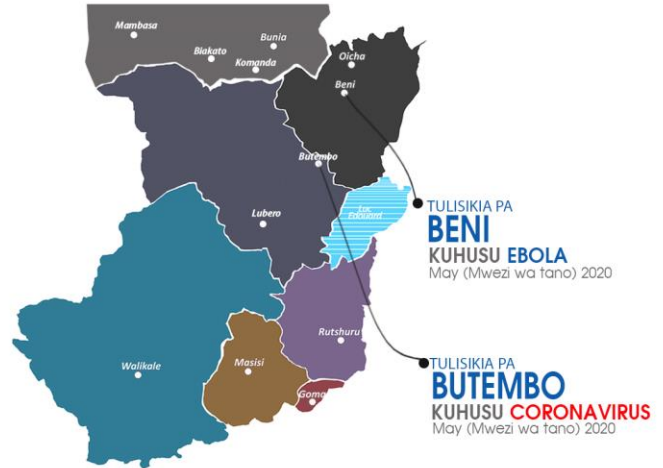 Mambasa
Bunia
Biakato
Komanda
Oicha
Beni
Butembo
Lubero
Lac
Edouard
Walikale
Masisi
Rutshuru
Goma
TULISIKIA PA
BENI
KUHUSU EBOLA
May (Mwezi wa tano) 2020
TULISIKIA PA
BUTEMBO
KUHUSU CORONAVIRUS
May (Mwezi wa tano) 2020